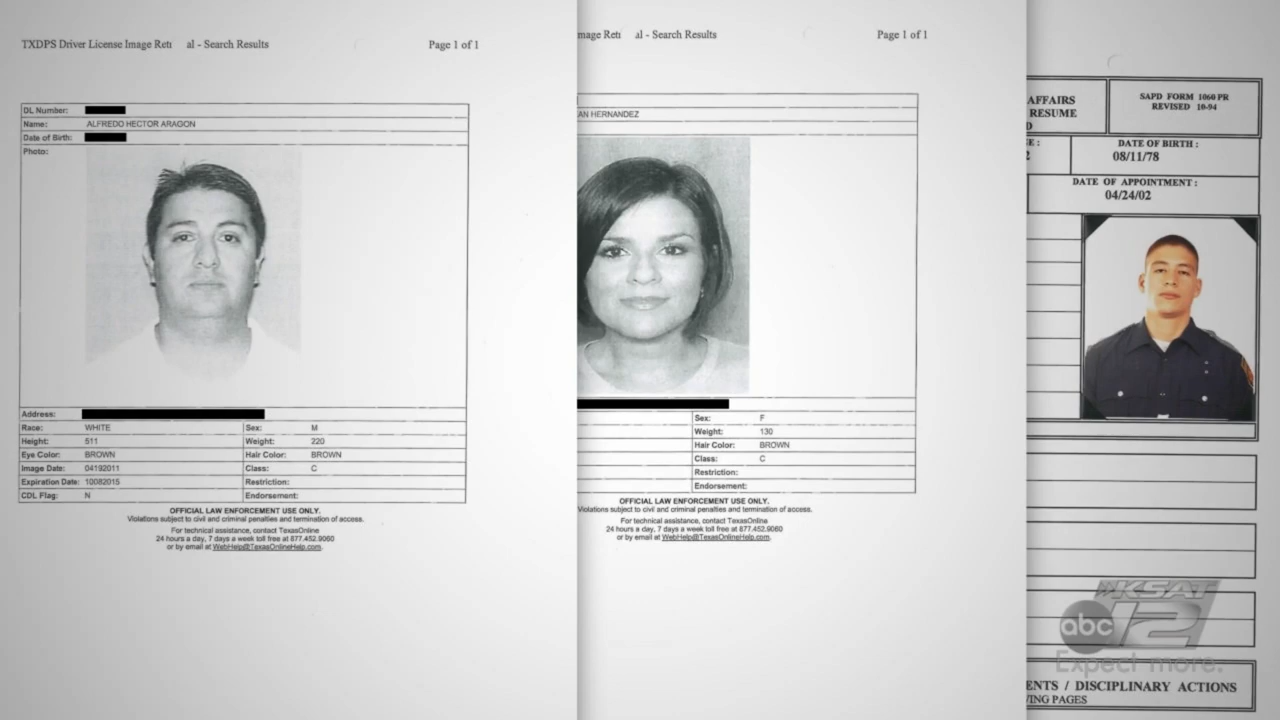 TXDPS Driver License Image Reti al - Search Results Page 1 of 1
DL Number:
Name: ALFREDO HECTOR ARAGON
Date of Birth:
Photo:
Address:
Race: WHITE Sex: M
Height: 511 Weight: 220
Eye Color: BROWN Hair Color: BROWN
Image Date: 04192011 Class: C
Expiration Date: 10082015 Restriction:
CDL Flag: N Endorsement:
OFFICIAL LAW ENFORCEMENT USE ONLY.
Violations subject to civil and criminal penalties and termination of access.
For technical assistance, contact TexasOnline
24 hours a day, 7 days a week toll free at 877.452.9060
or by email at WebHelp@TexasOnlineHelp.com.
mage Reti al - Search Results Page 1 of 1
AN HERNANDEZ
Sex: F
Weight: 130
Hair Color: BROWN
Class: C
Restriction:
Endorsement:
OFFICIAL LAW ENFORCEMENT USE ONLY.
Violations subject to civil and criminal penalties and termination of access.
For technical assistance, contact TexasOnline
24 hours a day, 7 days a week toll free at 877.452.9060
or by email at WebHelp@TexasOnlineHelp.com.
AFFAIRS
RESUME
D
SAPD FORM 1060 PR
REVISED 10-94
E :
2
DATE OF BIRTH :
08/11/78
DATE OF APPOINTMENT :
04/24/02
KSAT
abc 12
Expect more.
ENTS / DISCIPLINARY ACTIONS
ING PAGES